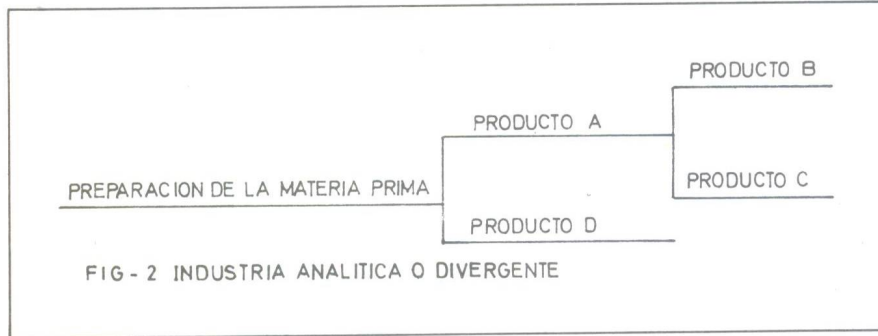 PRODUCTO B
PRODUCTO A
PREPARACION DE LA MATERIA PRIMA
PRODUCTO C
PRODUCTO D
FIG-2 INDUSTRIA ANALITICA O DIVERGENTE